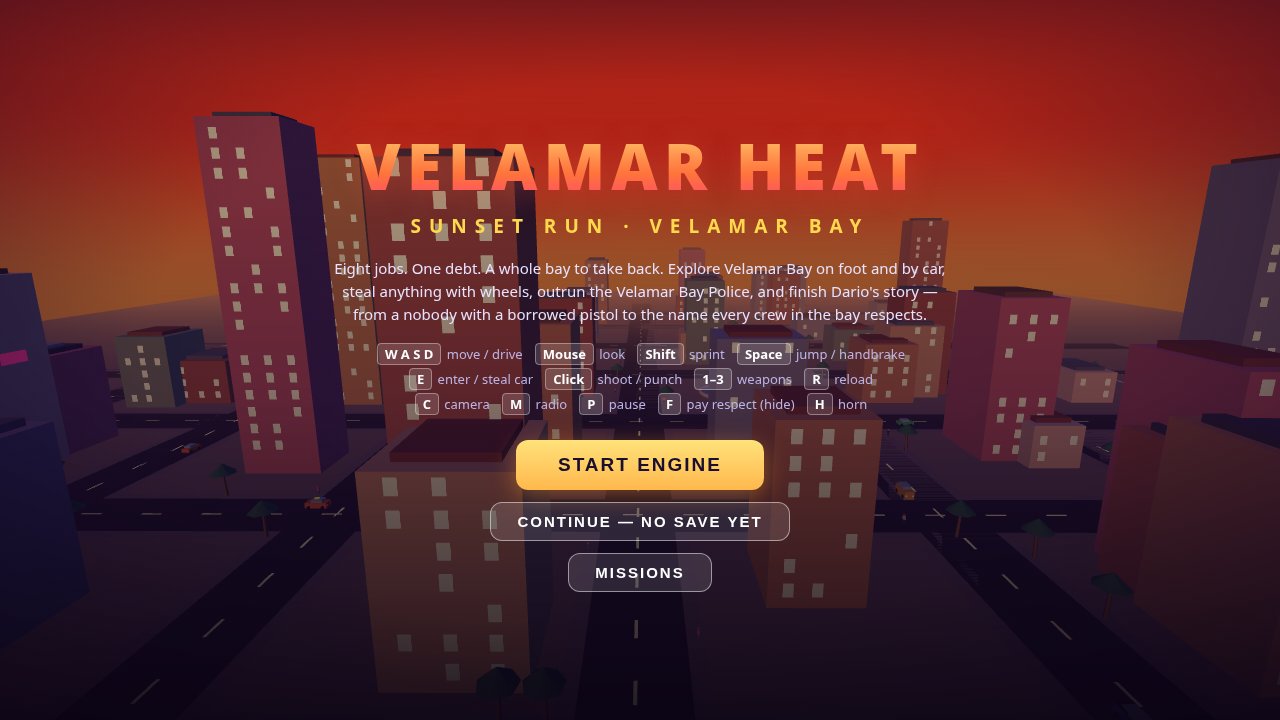 VELAMAR HEAT
SUNSET RUN · VELAMAR BAY
Eight jobs. One debt. A whole bay to take back. Explore Velamar Bay on foot and by car,
steal anything with wheels, outrun the Velamar Bay Police, and finish Dario's story —
from a nobody with a borrowed pistol to the name every crew in the bay respects.
W A S D move / drive Mouse look Shift sprint Space jump / handbrake
E enter / steal car Click shoot / punch 1–3 weapons R reload
C camera M radio P pause F pay respect (hide) H horn
START ENGINE
CONTINUE — NO SAVE YET
MISSIONS